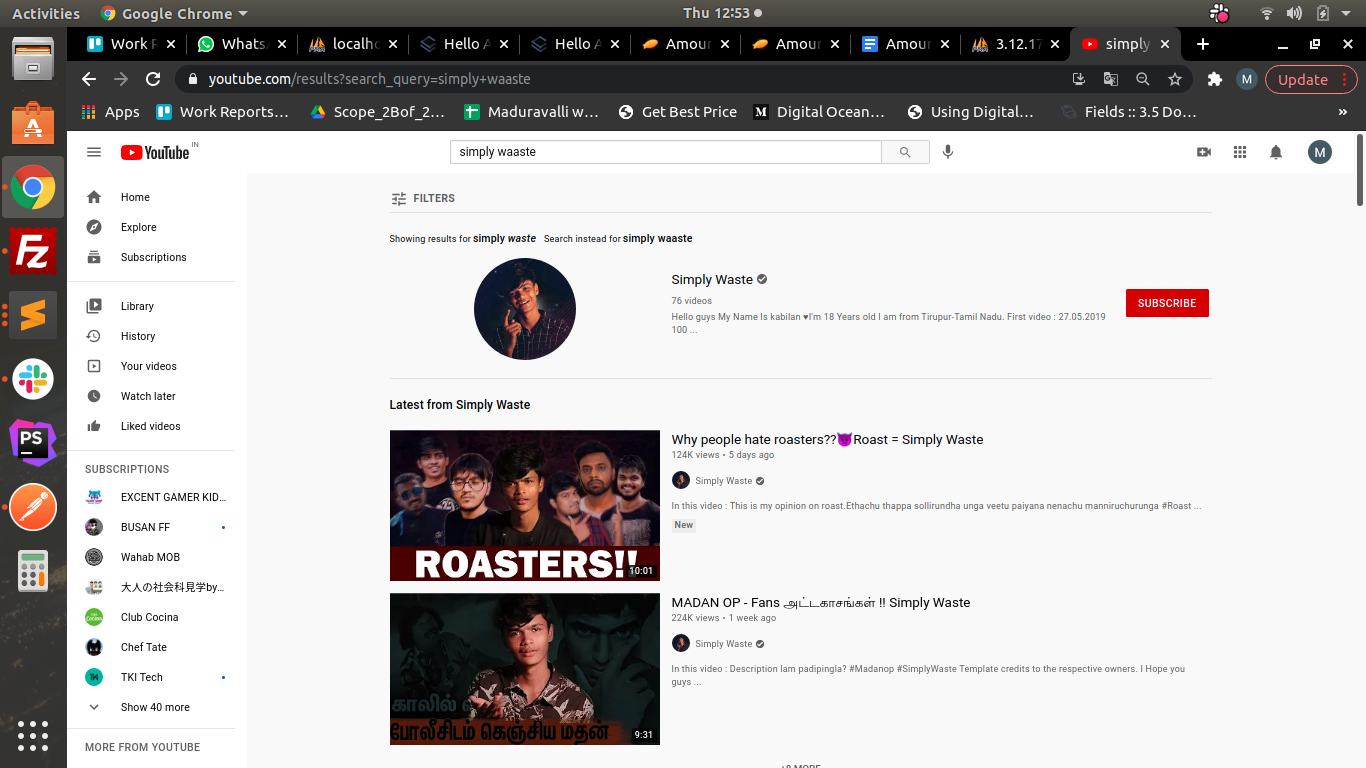 Activities Google Chrome Thu 12:53
Work R Whats localho Hello A Hello A Amour Amour Amour 3.12.17 simply
youtube.com/results?search_query=simply+waaste M Update
Apps Work Reports... Scope_2Bof_2... Maduravalli w... Get Best Price Digital Ocean... Using Digital... Fields :: 3.5 Do... »
YouTube IN simply waaste M
Home
Explore
Subscriptions
Library
History
Your videos
Watch later
Liked videos
SUBSCRIPTIONS
EXCENT GAMER KID...
BUSAN FF
Wahab MOB
大人の社会科見学by...
Club Cocina
Chef Tate
TKI Tech
Show 40 more
MORE FROM YOUTUBE
FILTERS
Showing results for simply waste Search instead for simply waaste
Simply Waste
76 videos
Hello guys My Name Is kabilan ♥I'm 18 Years old I am from Tirupur-Tamil Nadu. First video : 27.05.2019
100 ...
SUBSCRIBE
Latest from Simply Waste
ROASTERS!!
10:01
Why people hate roasters??😈Roast = Simply Waste
124K views • 5 days ago
Simply Waste
In this video : This is my opinion on roast.Ethachu thappa sollirundha unga veetu paiyana nenachu manniruchurunga #Roast ...
New
காலில்
போலீசிடம் கெஞ்சிய மதன்
9:31
MADAN OP - Fans அட்டகாசங்கள் !! Simply Waste
224K views • 1 week ago
Simply Waste
In this video : Description lam padipingla? #Madanop #SimplyWaste Template credits to the respective owners. I Hope you
guys ...
+8 MORE